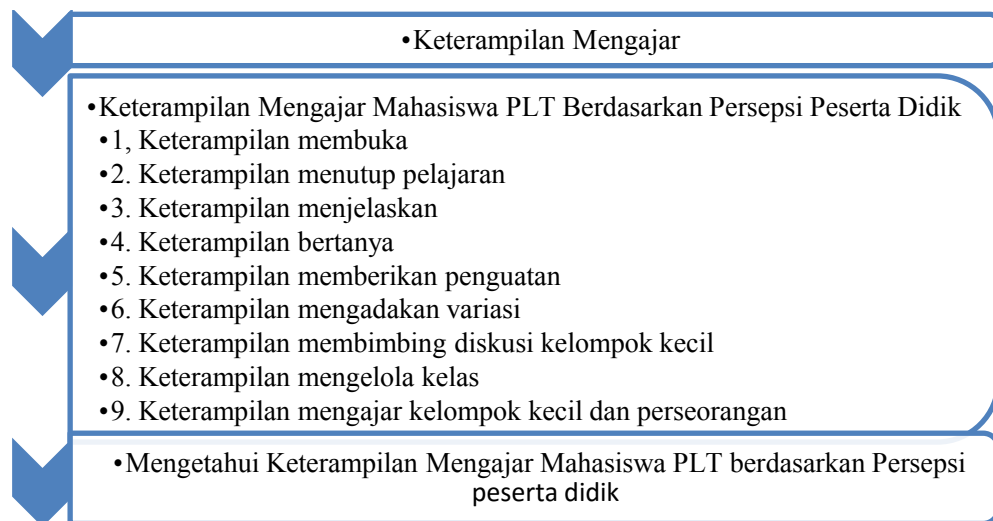 •Keterampilan Mengajar
•Keterampilan Mengajar Mahasiswa PLT Berdasarkan Persepsi Peserta Didik
•1, Keterampilan membuka
•2. Keterampilan menutup pelajaran
•3. Keterampilan menjelaskan
•4. Keterampilan bertanya
•5. Keterampilan memberikan penguatan
•6. Keterampilan mengadakan variasi
•7. Keterampilan membimbing diskusi kelompok kecil
•8. Keterampilan mengelola kelas
•9. Keterampilan mengajar kelompok kecil dan perseorangan
•Mengetahui Keterampilan Mengajar Mahasiswa PLT berdasarkan Persepsi
peserta didik